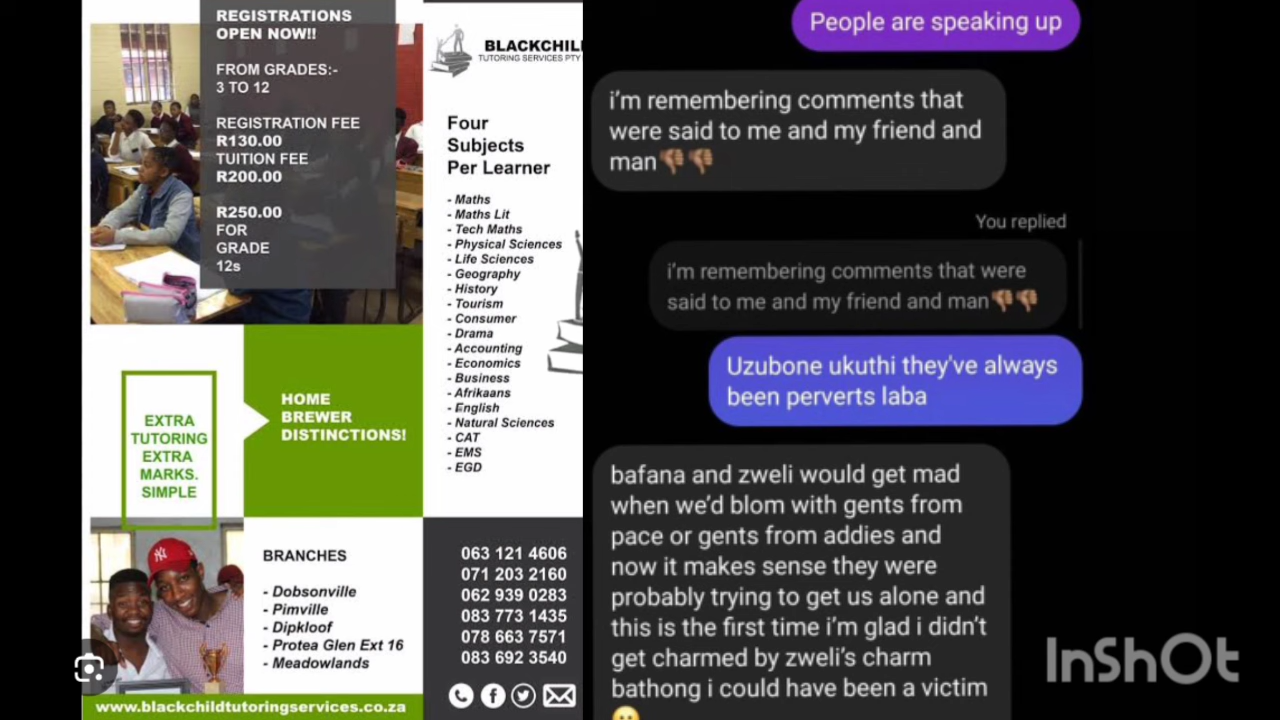 REGISTRATIONS
OPEN NOW!!
FROM GRADES:-
3 TO 12
REGISTRATION FEE
R130.00
TUITION FEE
R200.00
R250.00
FOR
GRADE
12s
EXTRA
TUTORING
EXTRA
MARKS.
SIMPLE
HOME
BREWER
DISTINCTIONS!
BRANCHES
- Dobsonville
- Pimville
- Dipkloof
- Protea Glen Ext 16
- Meadowlands
www.blackchildtutoringservices.co.za
BLACKCHIL
TUTORING SERVICES PTY
Four
Subjects
Per Learner
- Maths
- Maths Lit
- Tech Maths
- Physical Sciences
- Life Sciences
- Geography
- History
- Tourism
- Consumer
- Drama
- Accounting
- Economics
- Business
- Afrikaans
- English
- Natural Sciences
- CAT
- EMS
- EGD
063 121 4606
071 203 2160
062 939 0283
083 773 1435
078 663 7571
083 692 3540
People are speaking up
i'm remembering comments that
were said to me and my friend and
man👎🏽👎🏽
You replied
i'm remembering comments that were
said to me and my friend and man👎🏽👎🏽
Uzubone ukuthi they've always
been perverts laba
bafana and zweli would get mad
when we'd blom with gents from
pace or gents from addies and
now it makes sense they were
probably trying to get us alone and
this is the first time i'm glad i didn't
get charmed by zweli's charm
bathong i could have been a victim
InShOt